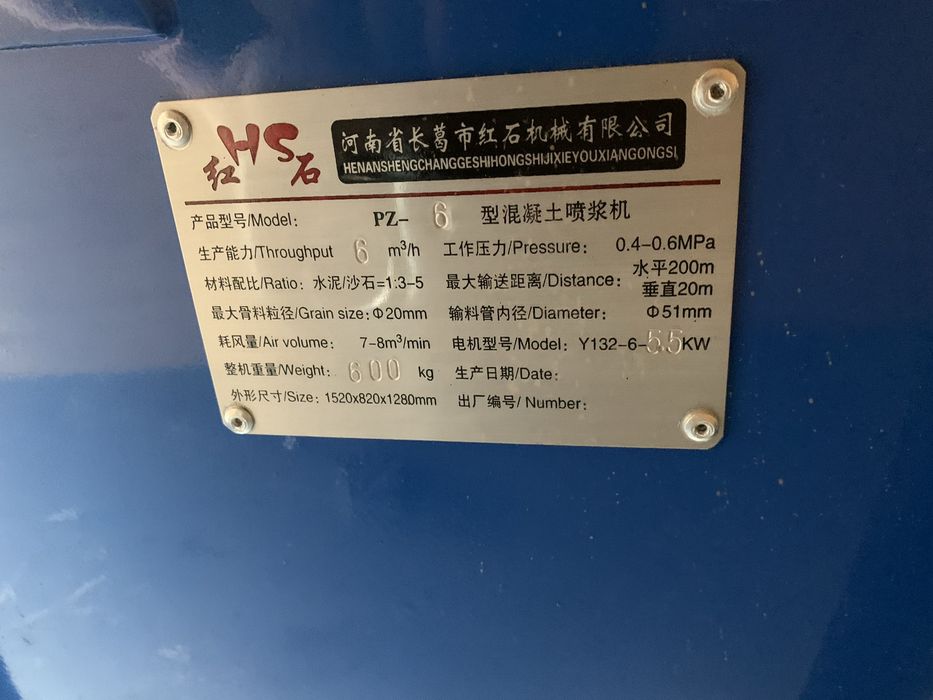 HS
红 石
河南省长葛市红石机械有限公司
HENANSHENGCHANGGESHIHONGSHIJIXIEYOUXIANGONGSI
产品型号/Model: PZ- 6 型混凝土喷浆机
生产能力/Throughput 6 m³/h 工作压力/Pressure: 0.4-0.6MPa
材料配比/Ratio: 水泥/沙石=1:3-5 最大输送距离/Distance: 水平200m
垂直20m
最大骨料粒径/Grain size: Φ20mm 输料管内径/Diameter: Φ51mm
耗风量/Air volume: 7-8m³/min 电机型号/Model: Y132-6-5.5KW
整机重量/Weight: 600 kg 生产日期/Date:
外形尺寸/Size: 1520x820x1280mm 出厂编号/ Number: